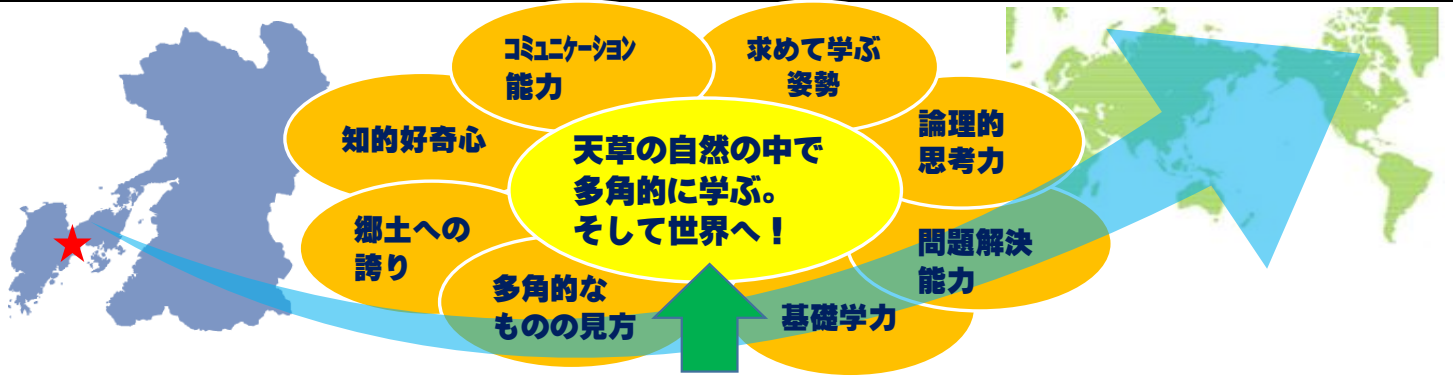 コミュニケーション
能力
求めて学ぶ
姿勢
知的好奇心
天草の自然の中で
多角的に学ぶ。
そして世界へ！
論理的
思考力
郷土への
誇り
問題解決
能力
多角的な
ものの見方
基礎学力